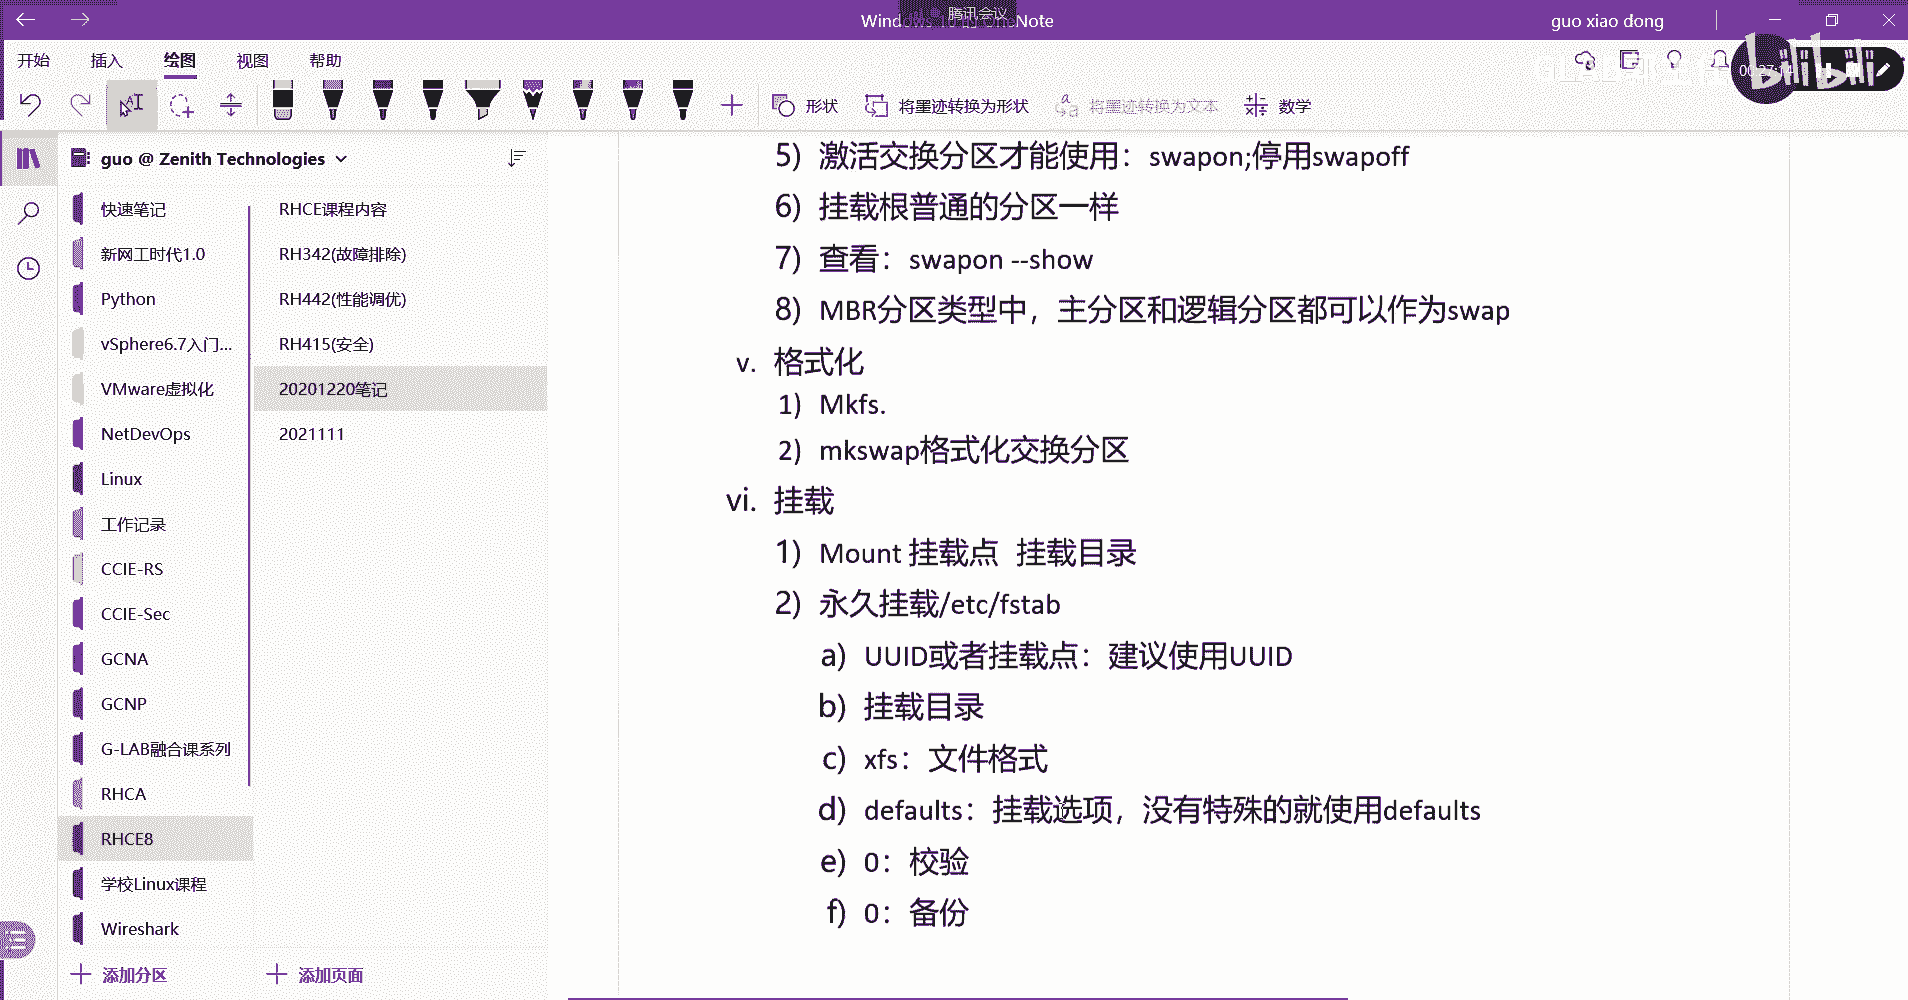 腾讯会议
guo xiao dong
开始 插入 绘图 视图 帮助
形状 将墨迹转换为形状 将墨迹转换为文本 数学
guo @ Zenith Technologies
快速笔记
新网工时代1.0
Python
vSphere6.7入门...
VMware虚拟化
NetDevOps
Linux
工作记录
CCIE-RS
CCIE-Sec
GCNA
GCNP
G-LAB融合课系列
RHCA
RHCE8
学校Linux课程
Wireshark
添加分区
RHCE课程内容
RH342(故障排除)
RH442(性能调优)
RH415(安全)
20201220笔记
2021111
添加页面
5) 激活交换分区才能使用：swapon;停用swapoff
6) 挂载根普通的分区一样
7) 查看：swapon --show
8) MBR分区类型中，主分区和逻辑分区都可以作为swap
v. 格式化
1) Mkfs.
2) mkswap格式化交换分区
vi. 挂载
1) Mount 挂载点 挂载目录
2) 永久挂载/etc/fstab
a) UUID或者挂载点：建议使用UUID
b) 挂载目录
c) xfs：文件格式
d) defaults：挂载选项，没有特殊的就使用defaults
e) 0：校验
f) 0：备份
bilibili